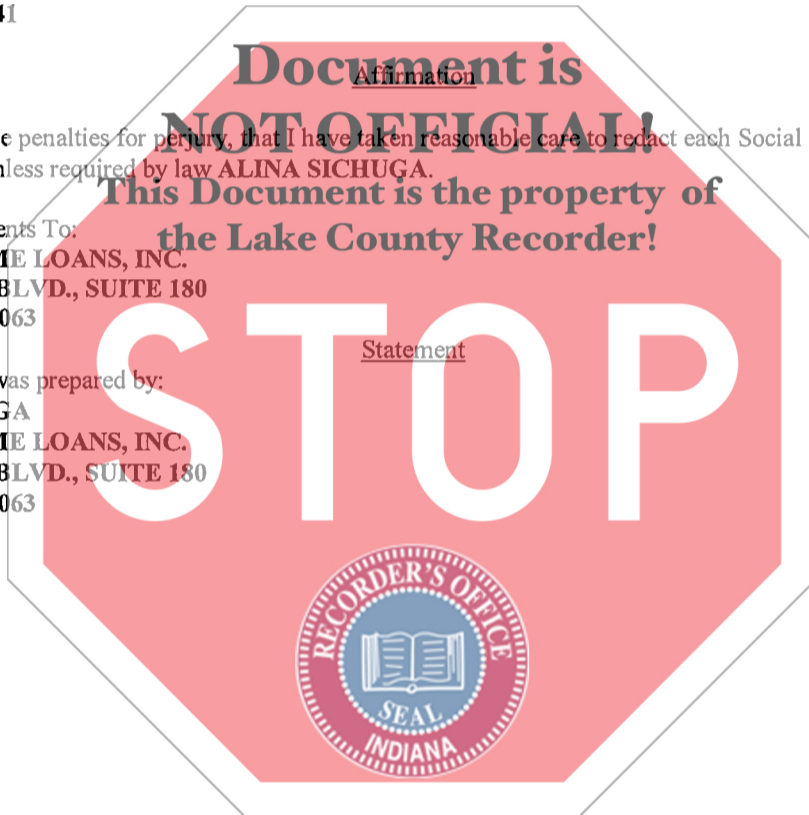 41
Document is
Affirmation
e penalties for perjury, that I have taken reasonable care to redact each Social
NOT OFFICIAL!
less required by law ALINA SICHUGA.
This Document is the property of
ents To:
the Lake County Recorder!
E LOANS, INC.
BLVD., SUITE 180
063
STOP
Statement
was prepared by:
GA
E LOANS, INC.
BLVD., SUITE 180
063
RECORDER'S OFFICE
SEAL
INDIANA